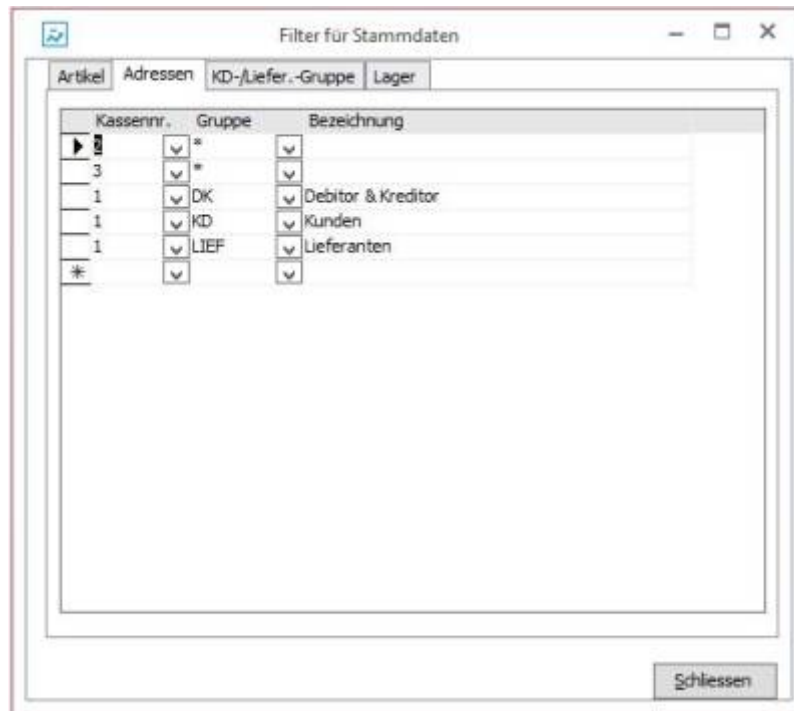 Filter für Stammdaten
Artikel Adressen KD-/Liefer.-Gruppe Lager
Kassennr. Gruppe Bezeichnung
2 *
3 *
1 DK Debitor & Kreditor
1 KD Kunden
1 LIEF Lieferanten
*
Schliessen